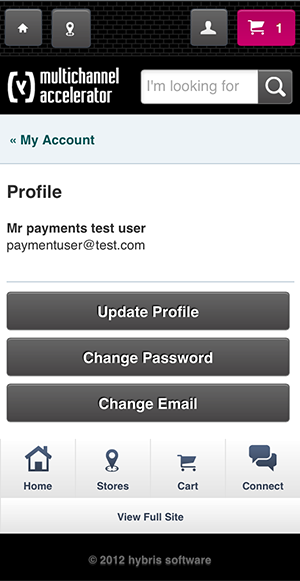 1
multichannel
accelerator
I'm looking for
« My Account
Profile
Mr payments test user
paymentuser@test.com
Update Profile
Change Password
Change Email
Home Stores Cart Connect
View Full Site
© 2012 hybris software